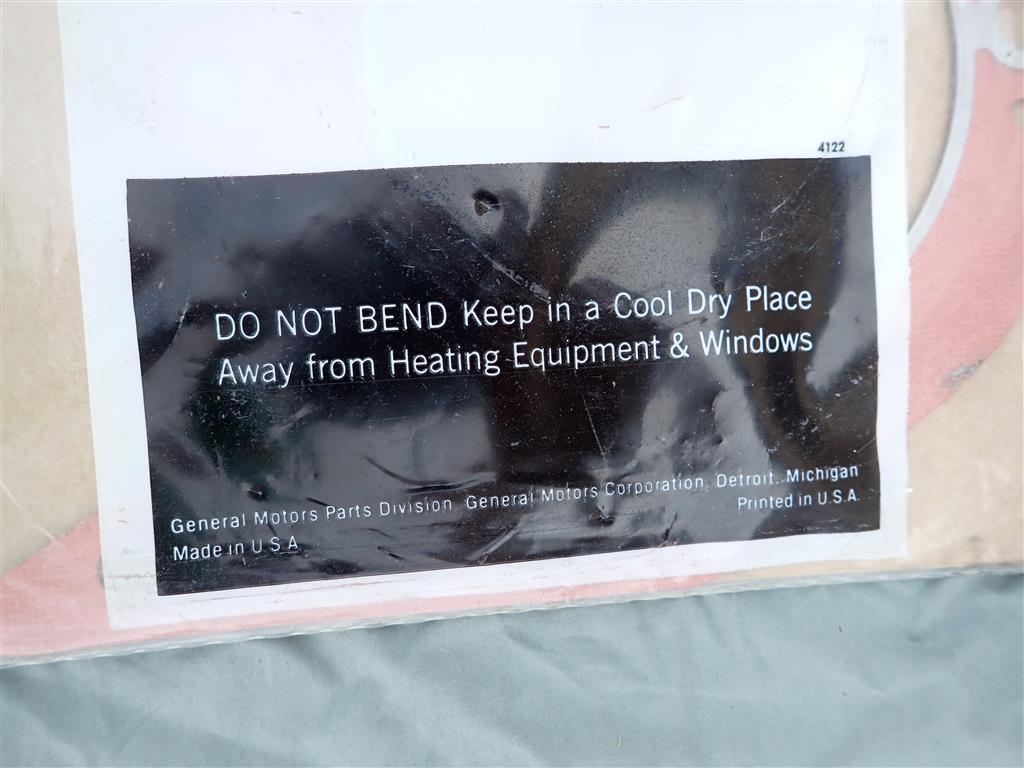 4122
DO NOT BEND Keep in a Cool Dry Place
Away from Heating Equipment & Windows
General Motors Parts Division General Motors Corporation, Detroit, Michigan
Made in U S A
Printed in U.S.A.